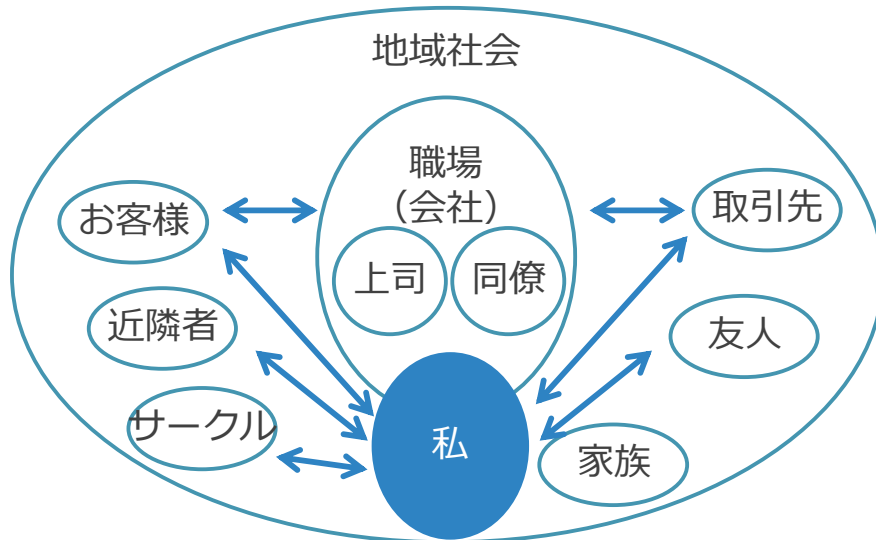 地域社会
職場
（会社）
お客様
取引先
上司
同僚
近隣者
友人
サークル
私
家族